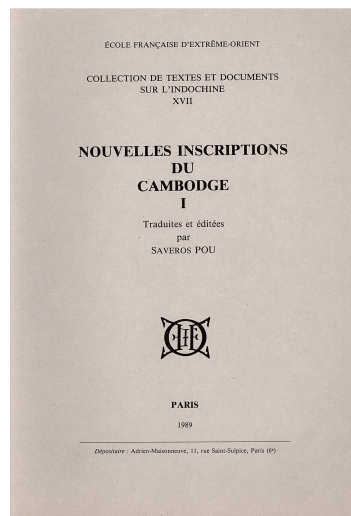 ÉCOLE FRANÇAISE D'EXTRÊME-ORIENT
COLLECTION DE TEXTES ET DOCUMENTS
SUR L'INDOCHINE
XVII
NOUVELLES INSCRIPTIONS
DU
CAMBODGE
I
Traduites et éditées
par
SAVEROS POU
PARIS
1989
Dépositaire : Adrien-Maisonneuve, 11, rue Saint-Sulpice, Paris (6e)